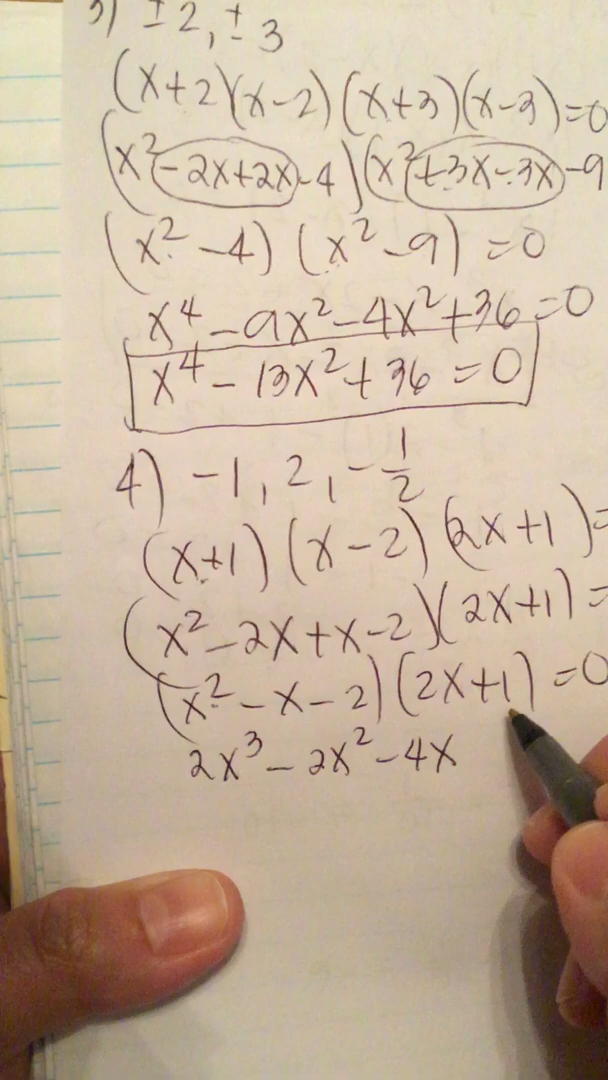 3) ±2, ±3
(x+2)(x-2)(x+3)(x-3)=0
(x²-2x+2x-4)(x²+3x-3x-9
(x²-4)(x²-9)=0
x⁴-9x²-4x²+36=0
x⁴-13x²+36=0
4) -1, 2, -1/2
(x+1)(x-2)(2x+1)=
(x²-2x+x-2)(2x+1)=
(x²-x-2)(2x+1)=0
2x³-2x²-4x